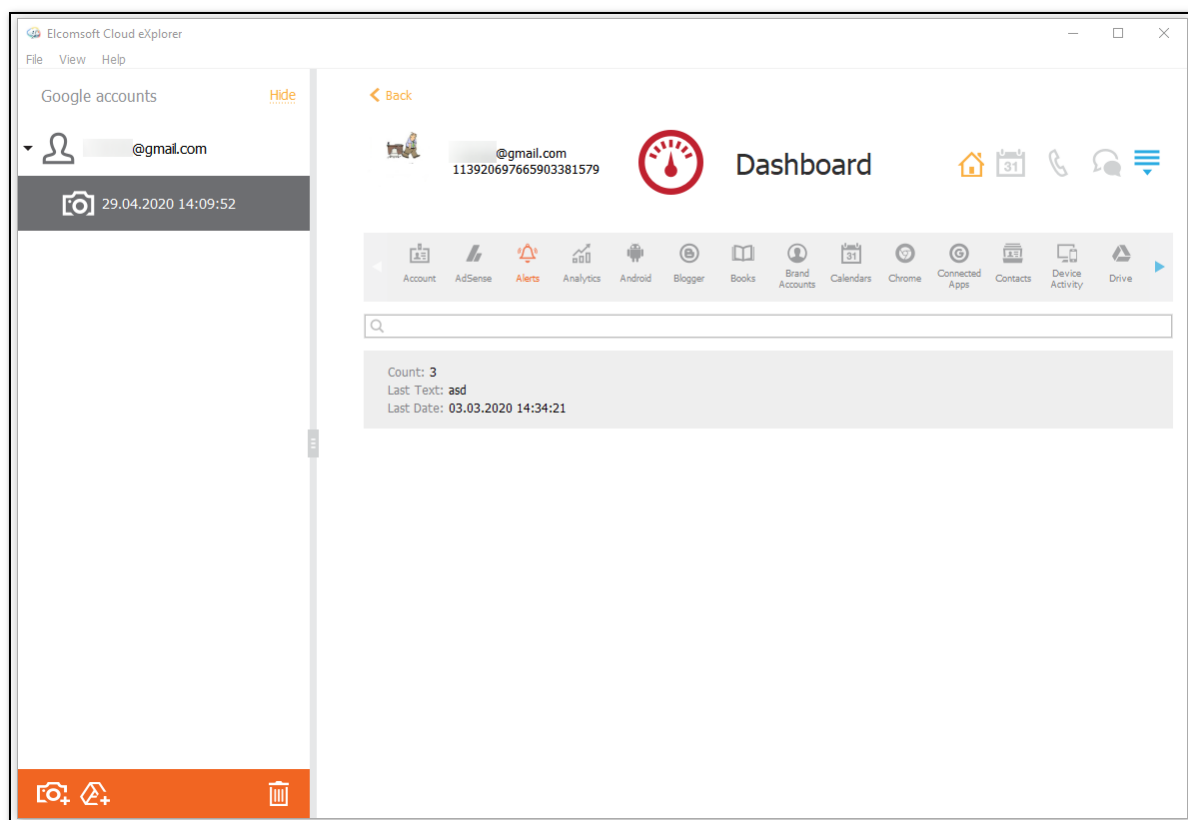 Elcomsoft Cloud eXplorer
File View Help
Google accounts Hide
@gmail.com
29.04.2020 14:09:52
Back
@gmail.com
113920697665903381579
Dashboard
31
Account AdSense Alerts Analytics Android Blogger Books Brand Accounts Calendars Chrome Connected Apps Contacts Device Activity Drive
Count: 3
Last Text: asd
Last Date: 03.03.2020 14:34:21